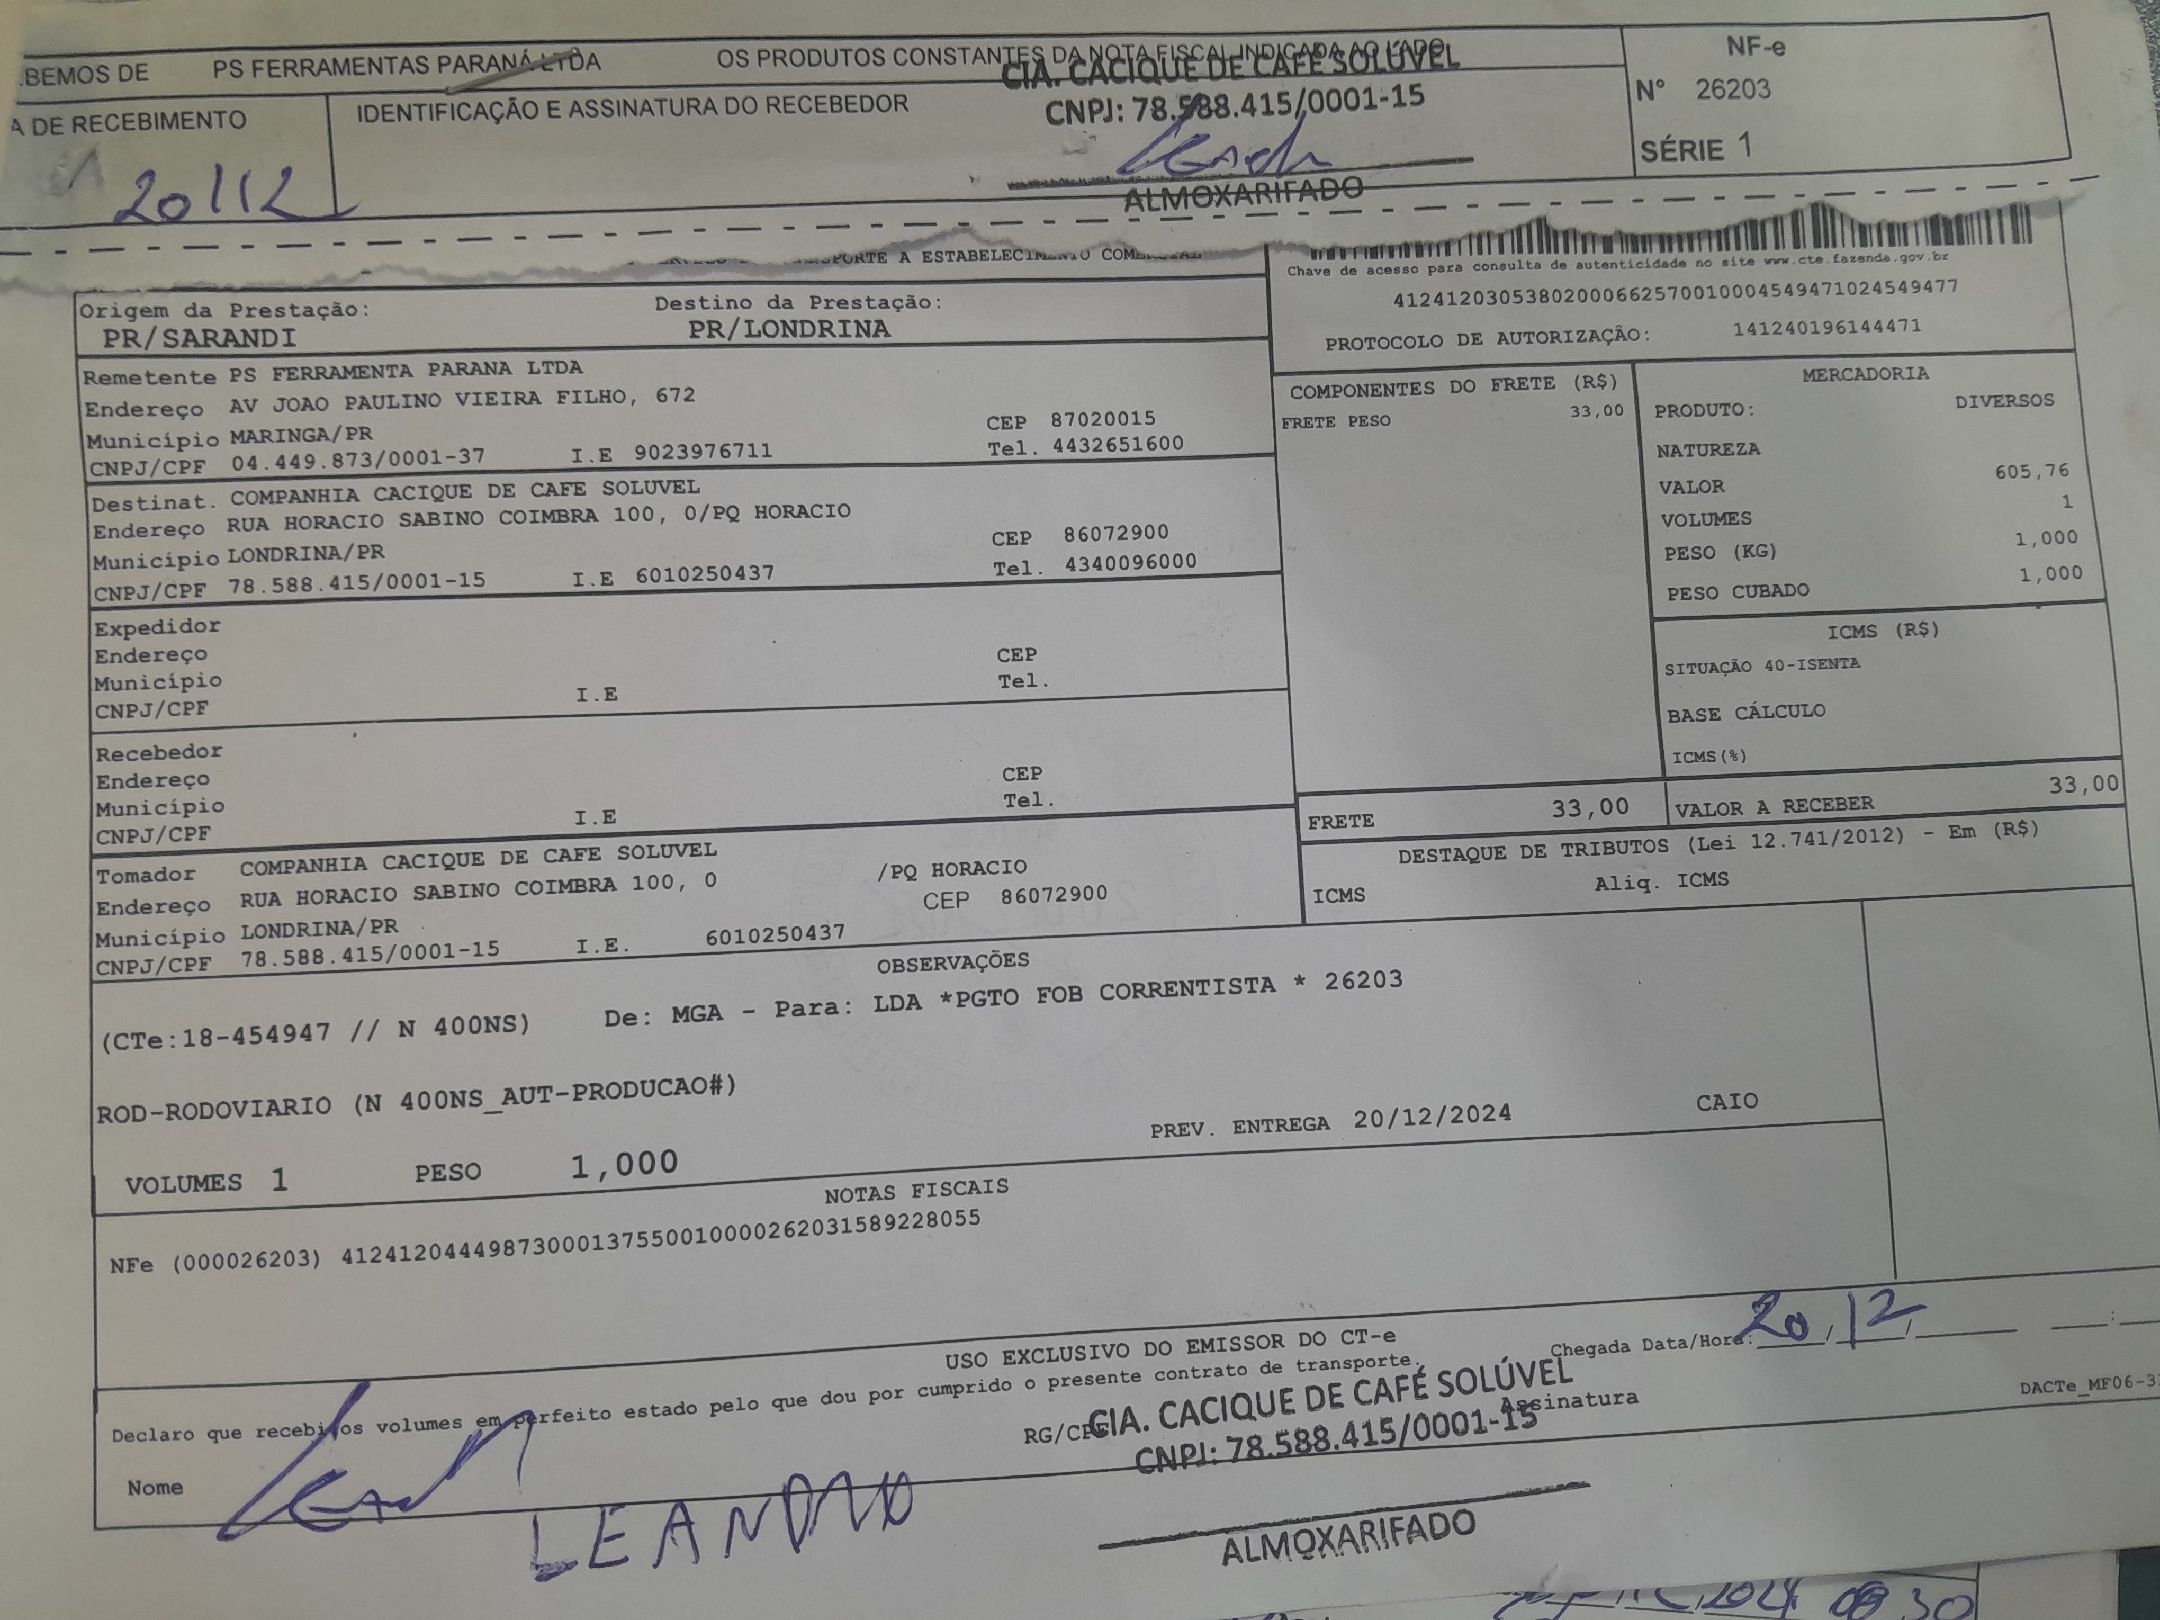 BEMOS DE PS FERRAMENTAS PARANÁ LTDA OS PRODUTOS CONSTANTES DA NOTA FISCAL INDICADA AO LADO
CIA. CACIQUE DE CAFÉ SOLÚVEL
CNPJ: 78.588.415/0001-15
A DE RECEBIMENTO IDENTIFICAÇÃO E ASSINATURA DO RECEBEDOR
20/12
ALMOXARIFADO
NF-e
Nº 26203
SÉRIE 1
PORTE A ESTABELECIMENTO COMERCIAL
Chave de acesso para consulta de autenticidade no site www.cte.fazenda.gov.br
41241203053802000662570010004549471024549477
PROTOCOLO DE AUTORIZAÇÃO: 141240196144471
Origem da Prestação: Destino da Prestação:
PR/SARANDI PR/LONDRINA
Remetente PS FERRAMENTA PARANA LTDA
Endereço AV JOAO PAULINO VIEIRA FILHO, 672
Município MARINGA/PR CEP 87020015
CNPJ/CPF 04.449.873/0001-37 I.E 9023976711 Tel. 4432651600
Destinat. COMPANHIA CACIQUE DE CAFE SOLUVEL
Endereço RUA HORACIO SABINO COIMBRA 100, 0/PQ HORACIO
Município LONDRINA/PR CEP 86072900
CNPJ/CPF 78.588.415/0001-15 I.E 6010250437 Tel. 4340096000
Expedidor
Endereço
Município CEP
CNPJ/CPF I.E Tel.
Recebedor
Endereço
Município CEP
CNPJ/CPF I.E Tel.
Tomador COMPANHIA CACIQUE DE CAFE SOLUVEL
Endereço RUA HORACIO SABINO COIMBRA 100, 0 /PQ HORACIO
Município LONDRINA/PR CEP 86072900
CNPJ/CPF 78.588.415/0001-15 I.E. 6010250437
COMPONENTES DO FRETE (R$)
FRETE PESO 33,00
MERCADORIA
PRODUTO: DIVERSOS
NATUREZA
VALOR 605,76
VOLUMES 1
PESO (KG) 1,000
PESO CUBADO 1,000
ICMS (R$)
SITUAÇÃO 40-ISENTA
BASE CÁLCULO
ICMS(%)
FRETE 33,00 VALOR A RECEBER 33,00
DESTAQUE DE TRIBUTOS (Lei 12.741/2012) - Em (R$)
ICMS Aliq. ICMS
OBSERVAÇÕES
(CTe:18-454947 // N 400NS) De: MGA - Para: LDA *PGTO FOB CORRENTISTA * 26203
ROD-RODOVIARIO (N 400NS_AUT-PRODUCAO#)
VOLUMES 1 PESO 1,000 PREV. ENTREGA 20/12/2024 CAIO
NOTAS FISCAIS
NFe (000026203) 41241204449873000137550010000262031589228055
USO EXCLUSIVO DO EMISSOR DO CT-e
Declaro que recebi os volumes em perfeito estado pelo que dou por cumprido o presente contrato de transporte.
Chegada Data/Hora: 20/12/
Nome RG/CPF Assinatura
DACTe_MF06-3
CIA. CACIQUE DE CAFÉ SOLÚVEL
CNPJ: 78.588.415/0001-15
LEANDRO
ALMOXARIFADO
2024 08 30